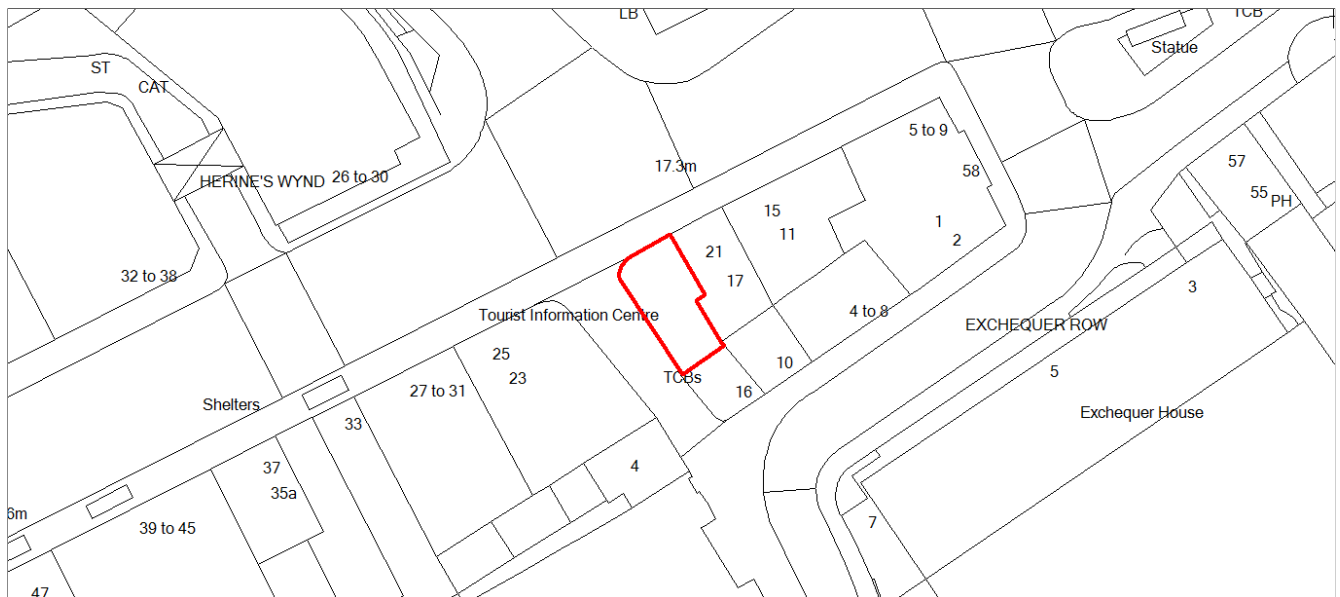 LB
TCB
Statue
ST
CAT
HERINE'S WYND
26 to 30
17.3m
5 to 9
58
57
55
PH
15
11
1
2
21
17
32 to 38
3
Tourist Information Centre
4 to 8
EXCHEQUER ROW
25
23
10
5
TCBs
16
27 to 31
Shelters
33
Exchequer House
4
37
35a
6m
39 to 45
7
47